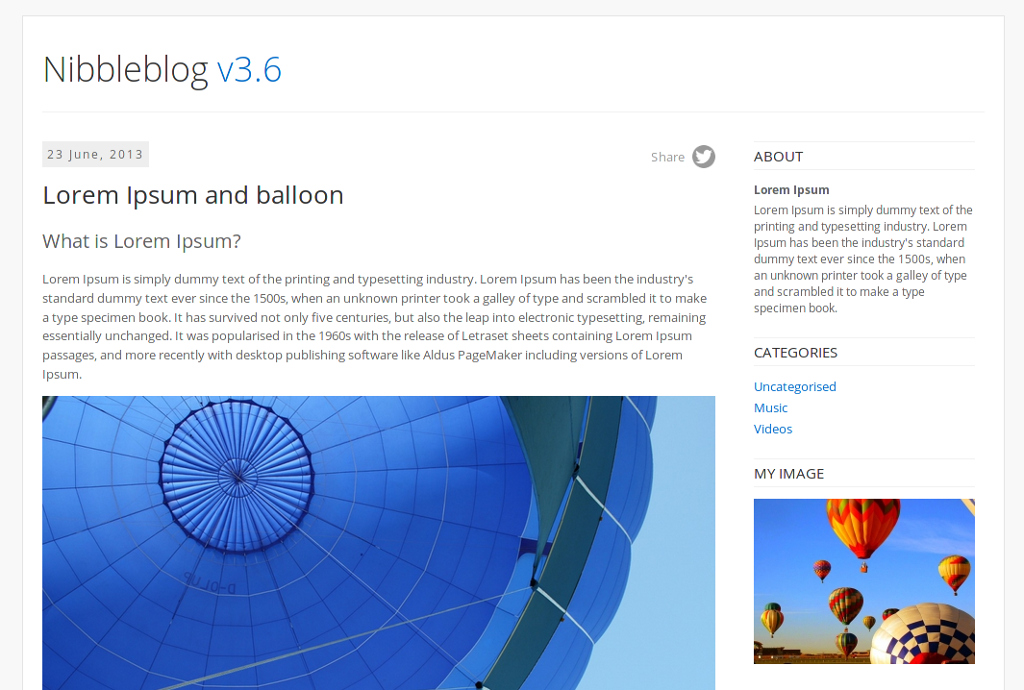 Nibbleblog v3.6
23 June, 2013
Share
Lorem Ipsum and balloon
What is Lorem Ipsum?
Lorem Ipsum is simply dummy text of the printing and typesetting industry. Lorem Ipsum has been the industry's
standard dummy text ever since the 1500s, when an unknown printer took a galley of type and scrambled it to make
a type specimen book. It has survived not only five centuries, but also the leap into electronic typesetting, remaining
essentially unchanged. It was popularised in the 1960s with the release of Letraset sheets containing Lorem Ipsum
passages, and more recently with desktop publishing software like Aldus PageMaker including versions of Lorem
Ipsum.
ABOUT
Lorem Ipsum
Lorem Ipsum is simply dummy text of the
printing and typesetting industry. Lorem
Ipsum has been the industry's standard
dummy text ever since the 1500s, when
an unknown printer took a galley of type
and scrambled it to make a type
specimen book.
CATEGORIES
Uncategorised
Music
Videos
MY IMAGE